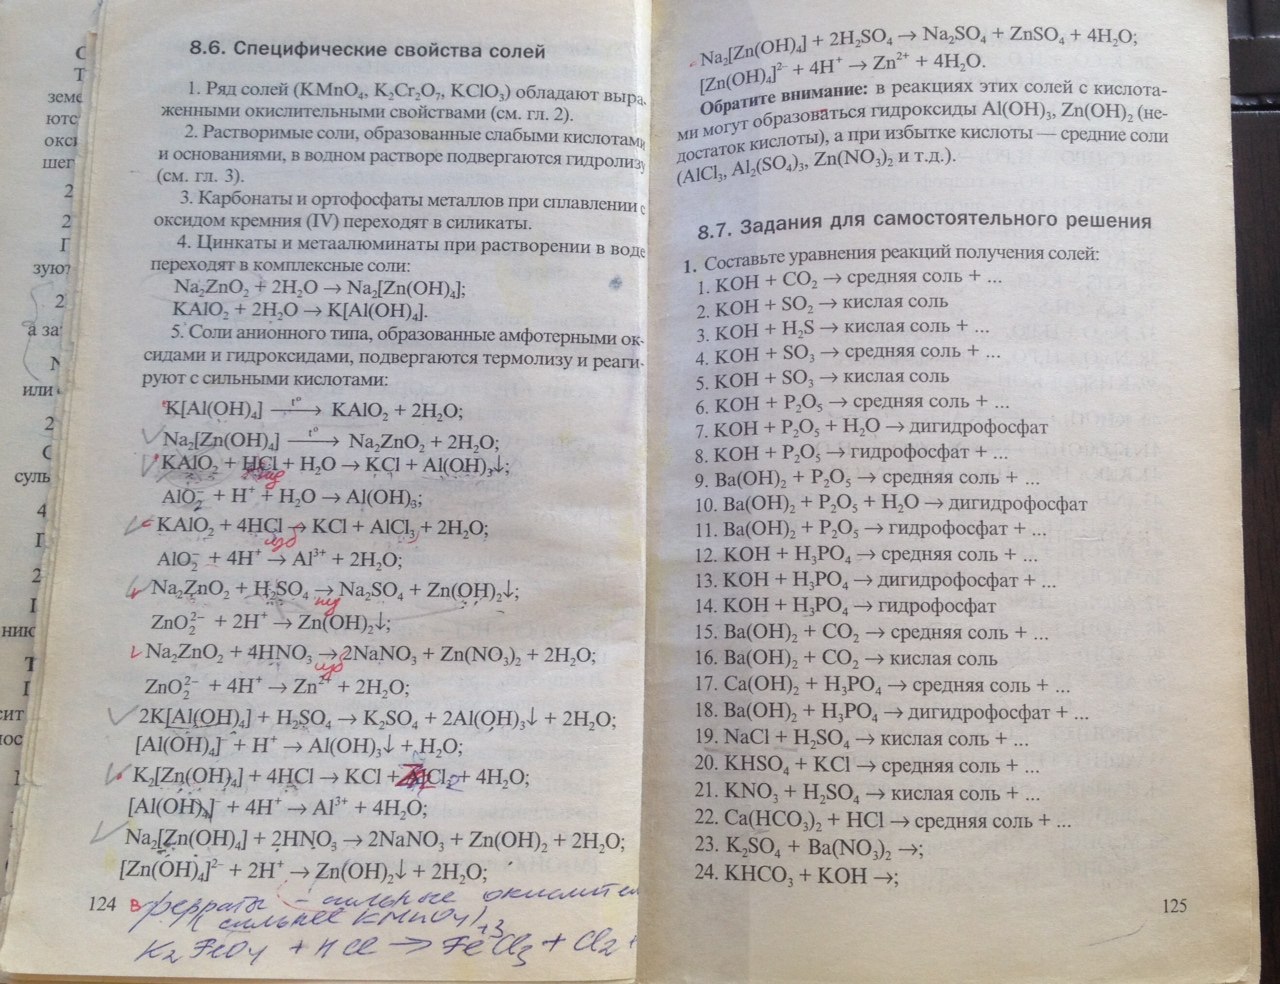 8.6. Специфические свойства солей
1. Ряд солей (KMnO₄, K₂Cr₂O₇, KClO₃) обладают выра-
женными окислительными свойствами (см. гл. 2).
2. Растворимые соли, образованные слабыми кислотами
и основаниями, в водном растворе подвергаются гидролизу
(см. гл. 3).
3. Карбонаты и ортофосфаты металлов при сплавлении с
оксидом кремния (IV) переходят в силикаты.
4. Цинкаты и метаалюминаты при растворении в воде
переходят в комплексные соли:
Na₂ZnO₂ + 2H₂O → Na₂[Zn(OH)₄];
KAlO₂ + 2H₂O → K[Al(OH)₄].
5. Соли анионного типа, образованные амфотерными ок-
сидами и гидроксидами, подвергаются термолизу и реаги-
руют с сильными кислотами:
K[Al(OH)₄] —t°→ KAlO₂ + 2H₂O;
Na₂[Zn(OH)₄] —t°→ Na₂ZnO₂ + 2H₂O;
KAlO₂ + HCl + H₂O → KCl + Al(OH)₃↓;
AlO₂⁻ + H⁺ + H₂O → Al(OH)₃;
KAlO₂ + 4HCl → KCl + AlCl₃ + 2H₂O;
изб
AlO₂⁻ + 4H⁺ → Al³⁺ + 2H₂O;
Na₂ZnO₂ + H₂SO₄ → Na₂SO₄ + Zn(OH)₂↓;
ZnO₂²⁻ + 2H⁺ → Zn(OH)₂↓;
Na₂ZnO₂ + 4HNO₃ → 2NaNO₃ + Zn(NO₃)₂ + 2H₂O;
изб
ZnO₂²⁻ + 4H⁺ → Zn²⁺ + 2H₂O;
2K[Al(OH)₄] + H₂SO₄ → K₂SO₄ + 2Al(OH)₃↓ + 2H₂O;
[Al(OH)₄]⁻ + H⁺ → Al(OH)₃↓ + H₂O;
K₂[Zn(OH)₄] + 4HCl → KCl + ZnCl₂ + 4H₂O;
[Al(OH)₄]⁻ + 4H⁺ → Al³⁺ + 4H₂O;
Na₂[Zn(OH)₄] + 2HNO₃ → 2NaNO₃ + Zn(OH)₂ + 2H₂O;
[Zn(OH)₄]²⁻ + 2H⁺ → Zn(OH)₂↓ + 2H₂O;
124
ферраты - сильные окислител
(сильнее KMnO₄)
K₂FeO₄ + HCl → Fe⁺³Cl₃ + Cl₂ +
Na₂[Zn(OH)₄] + 2H₂SO₄ → Na₂SO₄ + ZnSO₄ + 4H₂O;
[Zn(OH)₄]²⁻ + 4H⁺ → Zn²⁺ + 4H₂O.
Обратите внимание: в реакциях этих солей с кислота-
ми могут образоваться гидроксиды Al(OH)₃, Zn(OH)₂ (не-
достаток кислоты), а при избытке кислоты — средние соли
(AlCl₃, Al₂(SO₄)₃, Zn(NO₃)₂ и т.д.).
8.7. Задания для самостоятельного решения
1. Составьте уравнения реакций получения солей:
1. KOH + CO₂ → средняя соль + ...
2. KOH + SO₂ → кислая соль
3. KOH + H₂S → кислая соль + ...
4. KOH + SO₃ → средняя соль + ...
5. KOH + SO₃ → кислая соль
6. KOH + P₂O₅ → средняя соль + ...
7. KOH + P₂O₅ + H₂O → дигидрофосфат
8. KOH + P₂O₅ → гидрофосфат + ...
9. Ba(OH)₂ + P₂O₅ → средняя соль + ...
10. Ba(OH)₂ + P₂O₅ + H₂O → дигидрофосфат
11. Ba(OH)₂ + P₂O₅ → гидрофосфат + ...
12. KOH + H₃PO₄ → средняя соль + ...
13. KOH + H₃PO₄ → дигидрофосфат + ...
14. KOH + H₃PO₄ → гидрофосфат
15. Ba(OH)₂ + CO₂ → средняя соль + ...
16. Ba(OH)₂ + CO₂ → кислая соль
17. Ca(OH)₂ + H₃PO₄ → средняя соль + ...
18. Ba(OH)₂ + H₃PO₄ → дигидрофосфат + ...
19. NaCl + H₂SO₄ → кислая соль + ...
20. KHSO₄ + KCl → средняя соль + ...
21. KNO₃ + H₂SO₄ → кислая соль + ...
22. Ca(HCO₃)₂ + HCl → средняя соль + ...
23. K₂SO₄ + Ba(NO₃)₂ →;
24. KHCO₃ + KOH →;
125